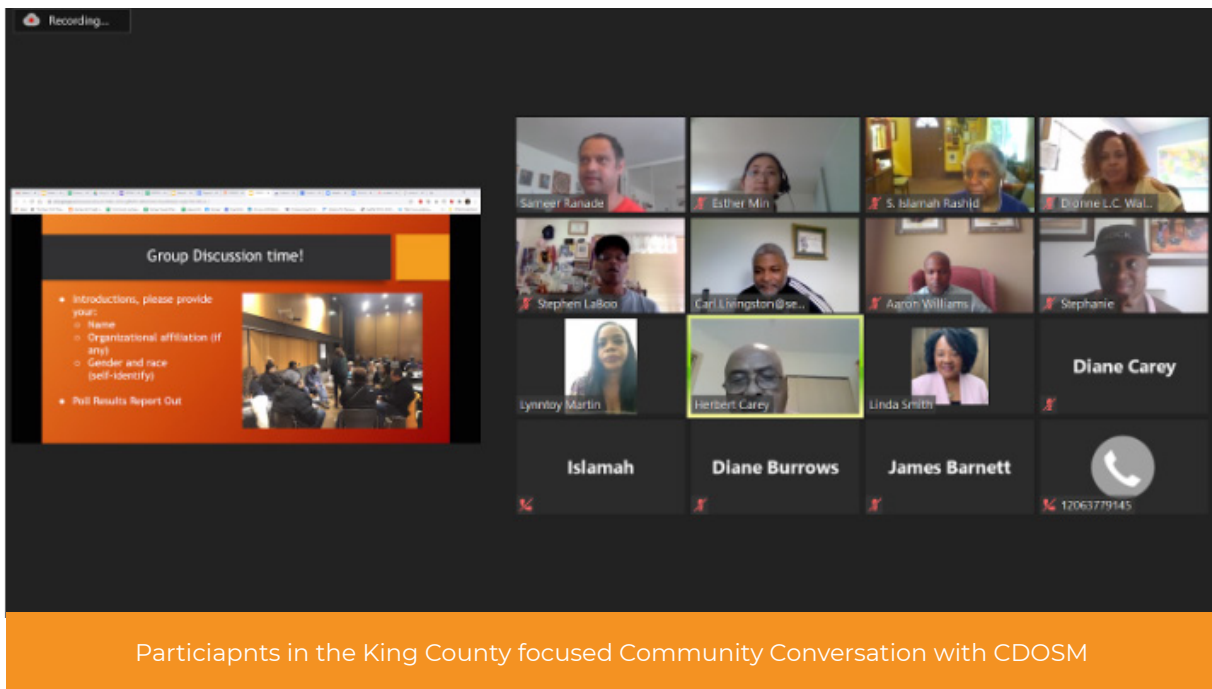 Recording...
Group Discussion time!
Introductions, please provide
your:
Name
Organizational affiliation (if
any)
Gender and race
(self-identify)
Poll Results Report Out
Sameer Ranade
Esther Min
S. Islamah Rashid
Dionne L.C. Wal...
Stephen LaBoo
Carl.Livingston@se...
Aaron Williams
Stephanie
Lynntoy Martin
Herbert Carey
Linda Smith
Diane Carey
Islamah
Diane Burrows
James Barnett
12063779145
Particiapnts in the King County focused Community Conversation with CDOSM